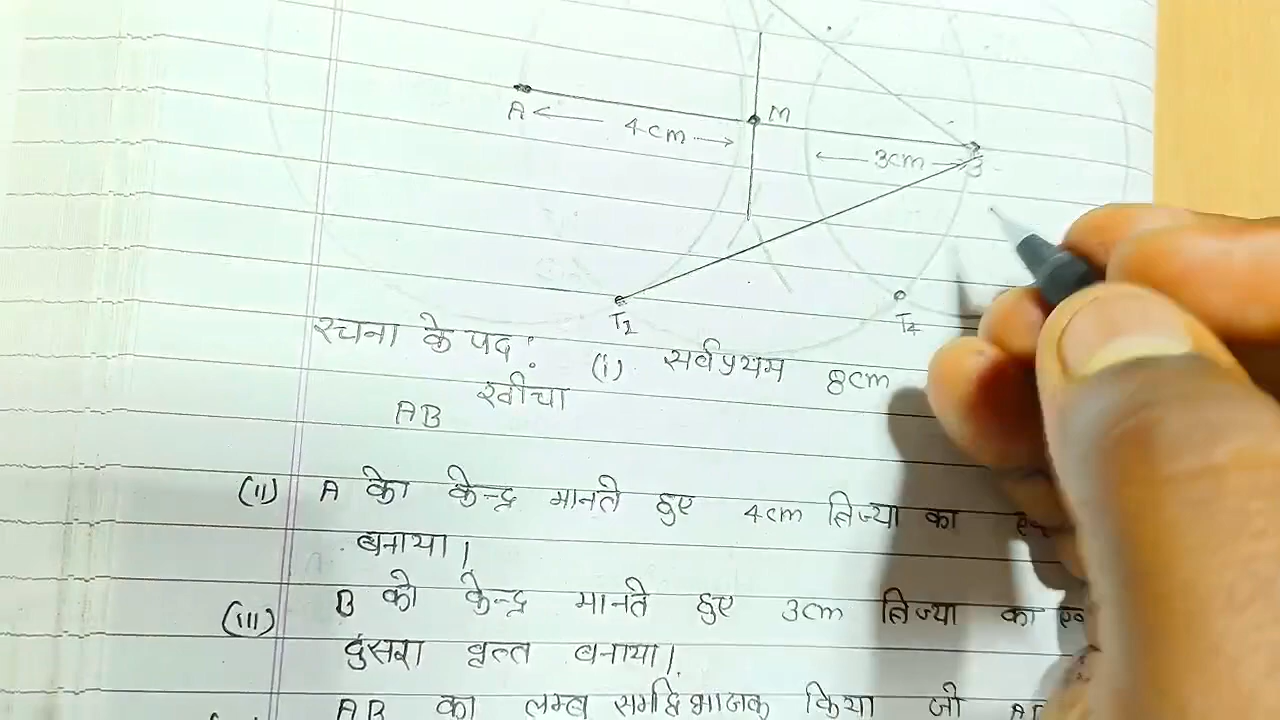 A M
4cm
3cm
B
T2
T4
रचना के पद : (i) सर्वप्रथम 8cm
AB खींचा
(ii) A को केन्द्र मानते हुए 4cm त्रिज्या का
बनाया।
(iii) B को केन्द्र मानते हुए 3cm त्रिज्या का
दुसरा वृत्त बनाया।
AB का लम्ब समद्विभाजक किया जो